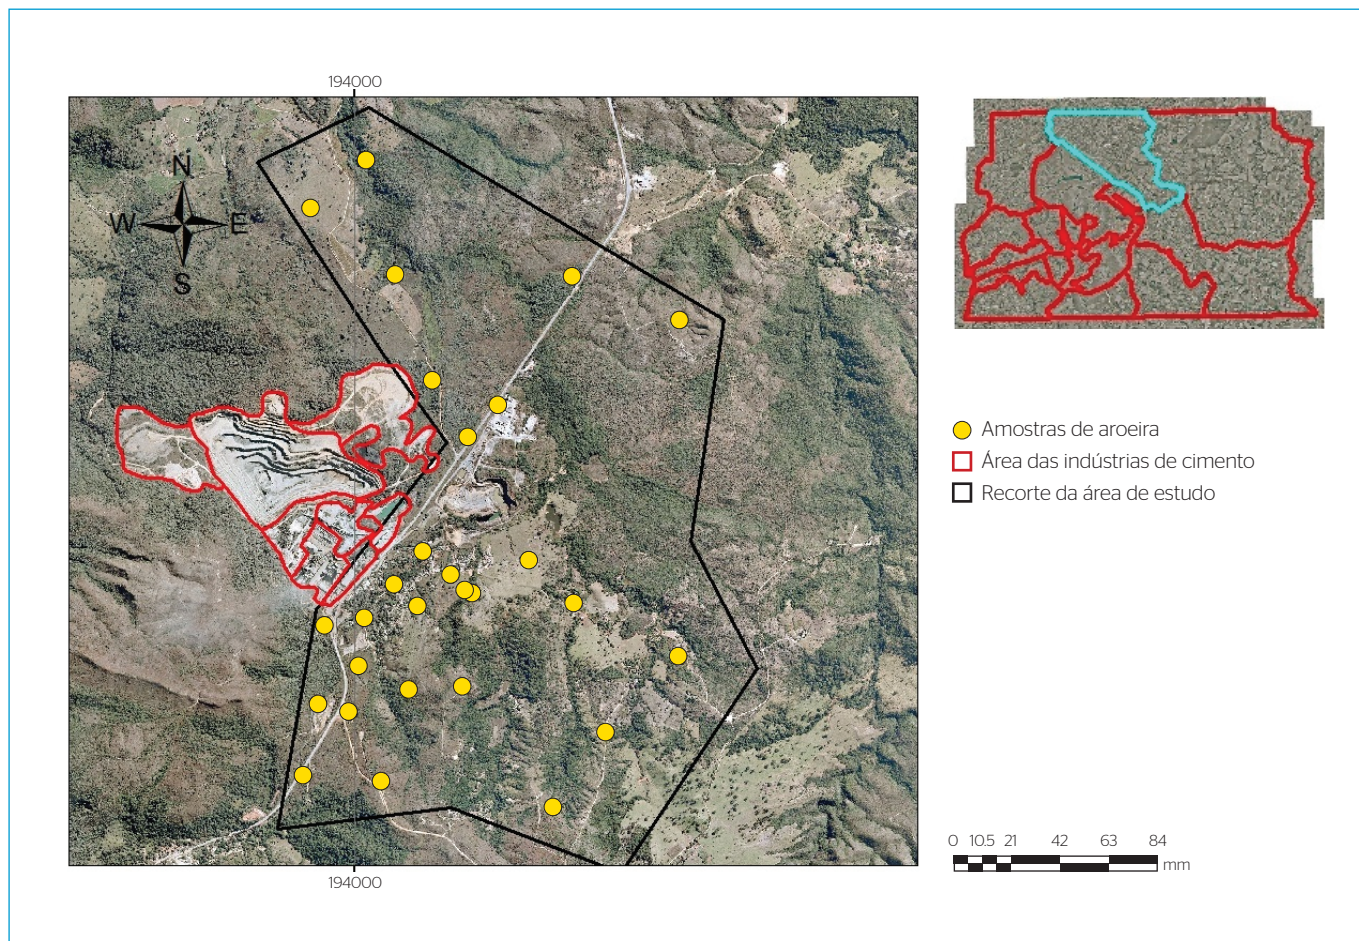 194000
N
W E
S
Amostras de aroeira
Área das indústrias de cimento
Recorte da área de estudo
0 10.5 21 42 63 84
mm
194000